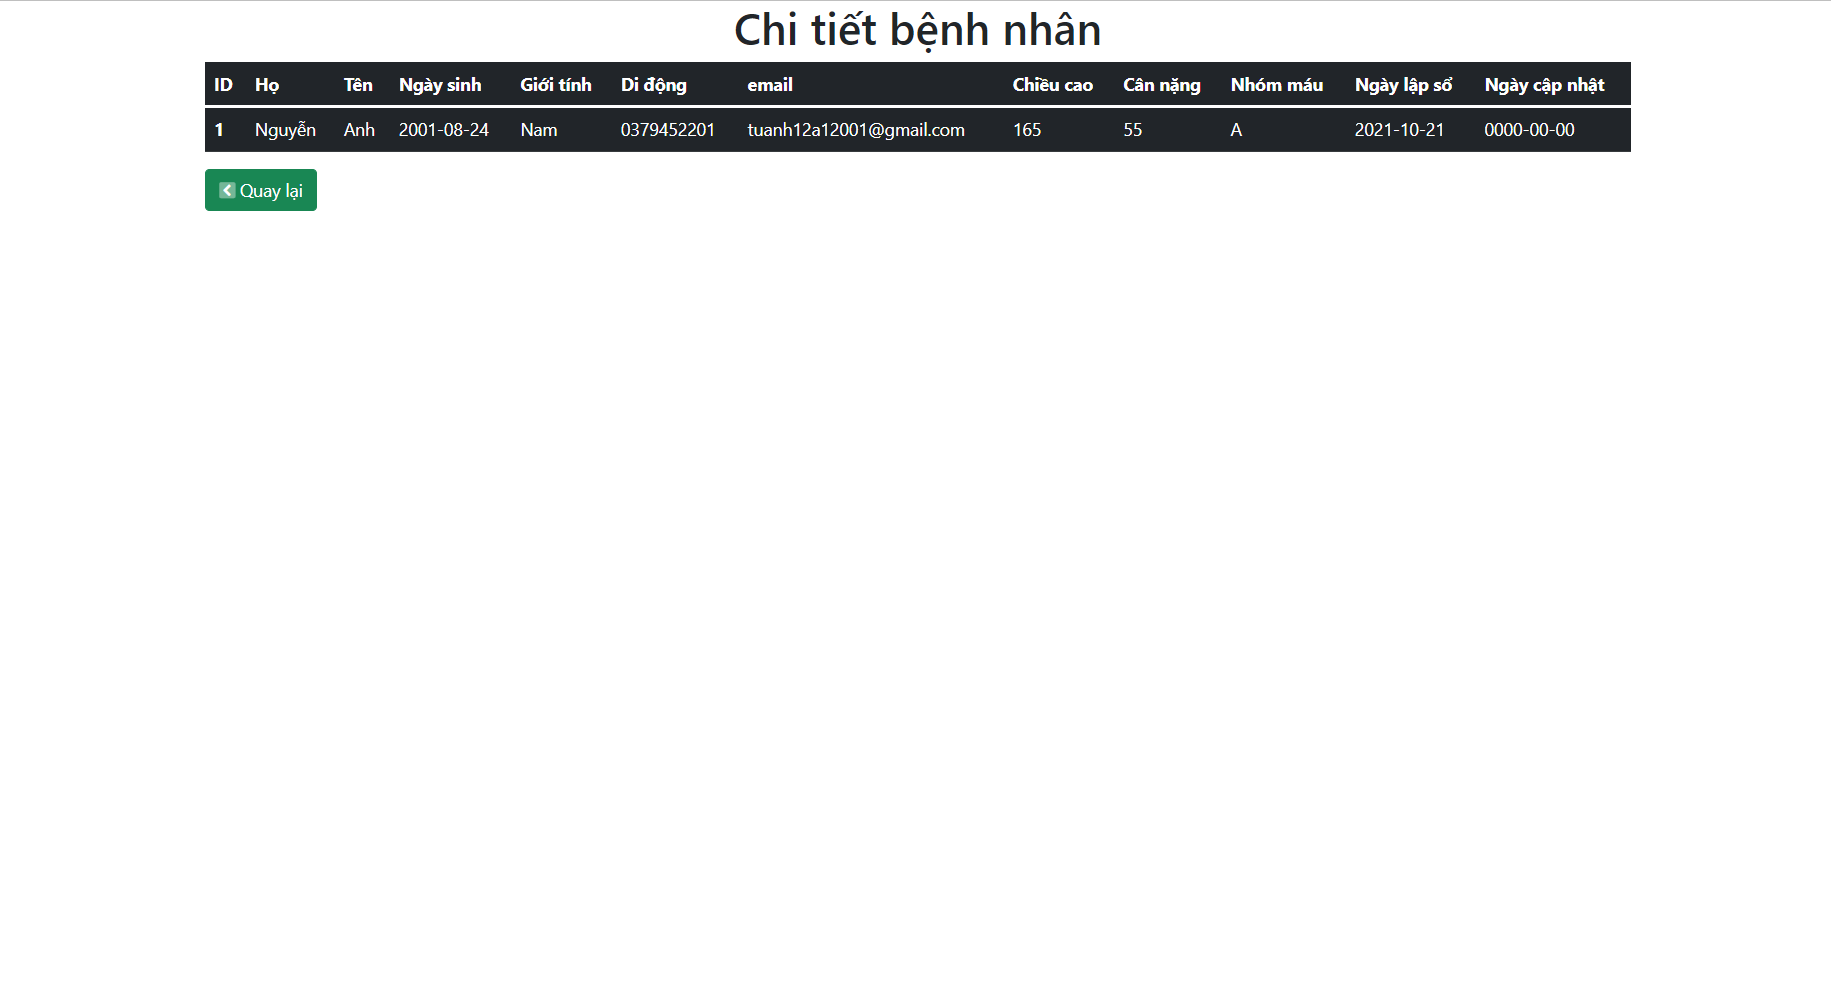 Chi tiết bệnh nhân
ID Họ Tên Ngày sinh Giới tính Di động email Chiều cao Cân nặng Nhóm máu Ngày lập sổ Ngày cập nhật
1 Nguyễn Anh 2001-08-24 Nam 0379452201 tuanh12a12001@gmail.com 165 55 A 2021-10-21 0000-00-00
Quay lại